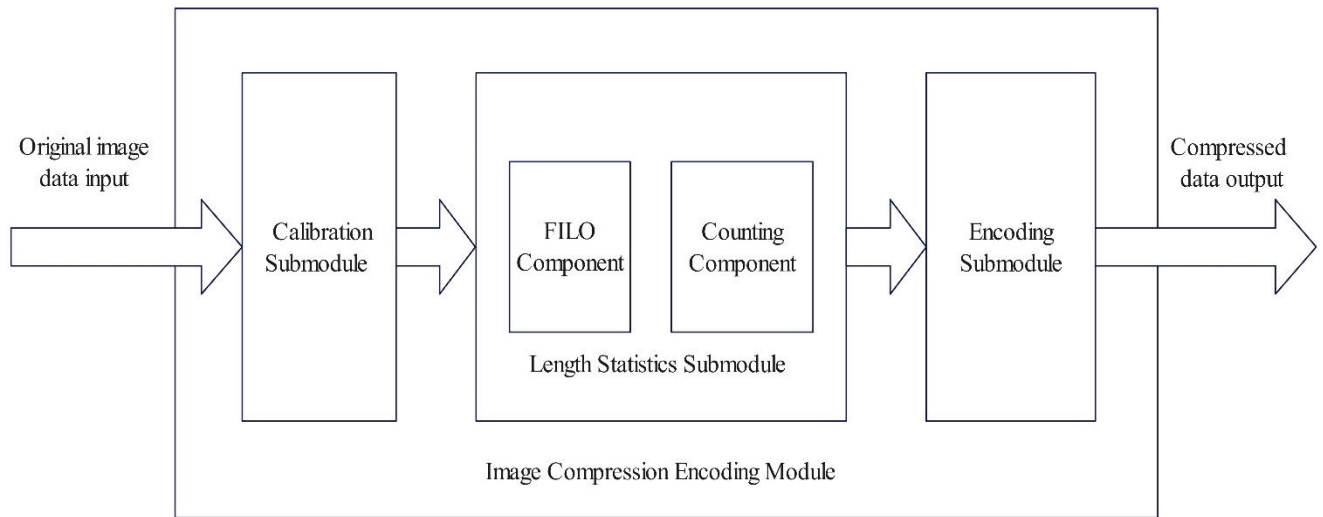 Original image
data input
Calibration
Submodule
FILO
Component
Counting
Component
Length Statistics Submodule
Encoding
Submodule
Compressed
data output
Image Compression Encoding Module